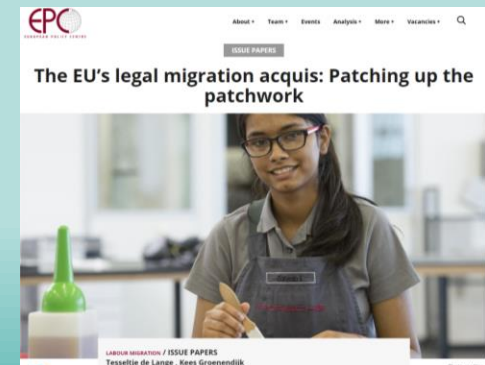 EPC
EUROPEAN POLICY CENTRE
About
Team
Events
Analysis
More
Vacancies
ISSUE PAPERS
The EU's legal migration acquis: Patching up the
patchwork
LABOUR MIGRATION / ISSUE PAPERS
Tesseltje de Lange , Kees Groenendijk